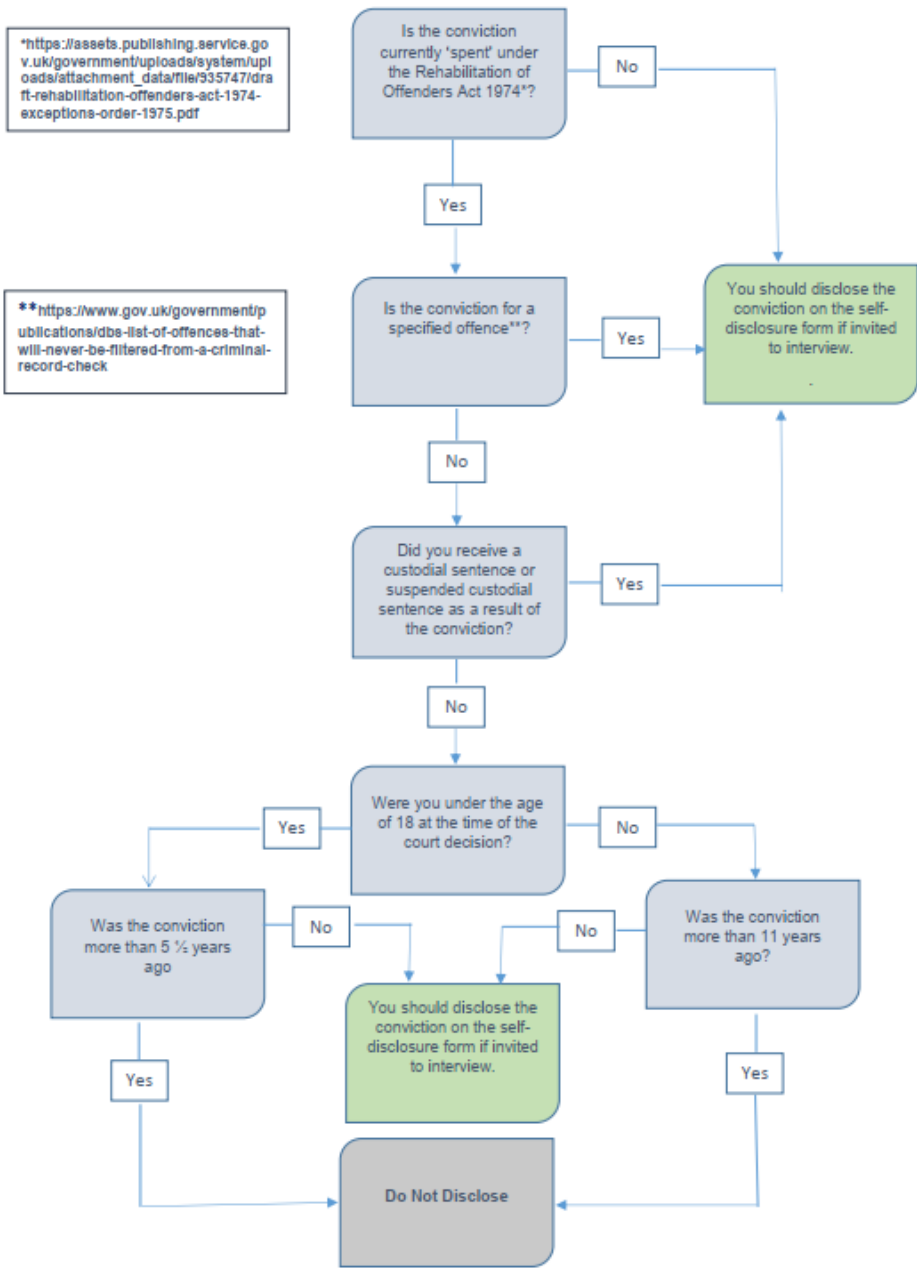 *https://assets.publishing.service.go
v.uk/government/uploads/system/upl
oads/attachment_data/file/935747/dra
ft-rehabilitation-offenders-act-1974-
exceptions-order-1975.pdf
Is the conviction
currently 'spent' under
the Rehabilitation of
Offenders Act 1974*?
No
Yes
**https://www.gov.uk/government/p
ublications/dbs-list-of-offences-that-
will-never-be-filtered-from-a-criminal-
record-check
Is the conviction for a
specified offence**?
Yes
You should disclose the
conviction on the self-
disclosure form if invited
to interview.
.
No
Did you receive a
custodial sentence or
suspended custodial
sentence as a result of
the conviction?
Yes
No
Were you under the age
of 18 at the time of the
court decision?
Yes
No
Was the conviction
more than 5 ½ years
ago
No
No
Was the conviction
more than 11 years
ago?
You should disclose the
conviction on the self-
disclosure form if invited
to interview.
Yes
Yes
Do Not Disclose